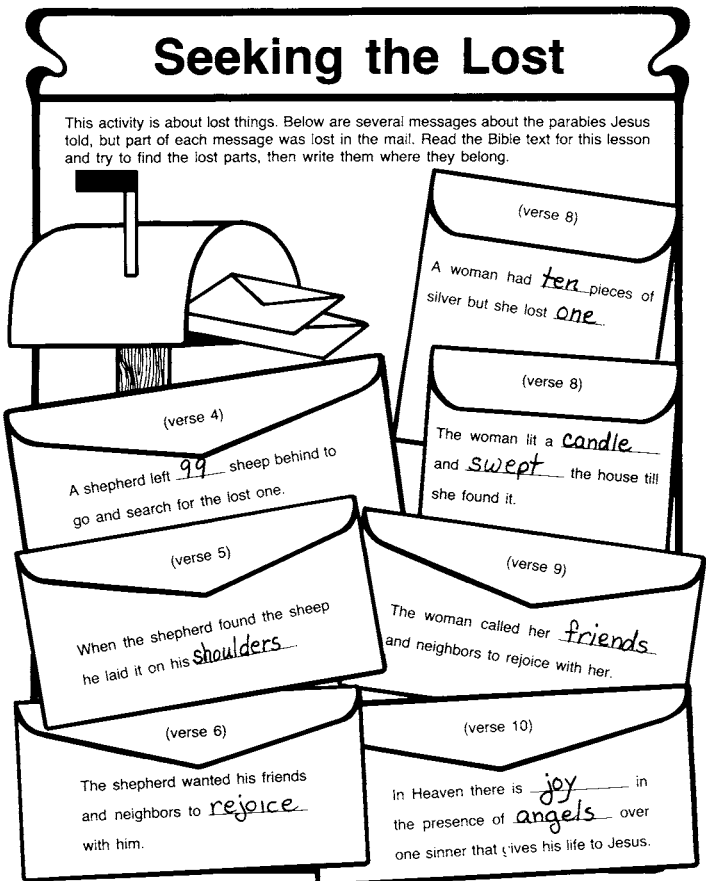 Seeking the Lost
This activity is about lost things. Below are several messages about the parables Jesus
told, but part of each message was lost in the mail. Read the Bible text for this lesson
and try to find the lost parts, then write them where they belong.
(verse 8)
A woman had ten pieces of
silver but she lost one.
(verse 8)
The woman lit a candle
and swept the house till
she found it.
(verse 4)
A shepherd left 99 sheep behind to
go and search for the lost one.
(verse 5)
When the shepherd found the sheep
he laid it on his shoulders.
(verse 9)
The woman called her friends
and neighbors to rejoice with her.
(verse 6)
The shepherd wanted his friends
and neighbors to rejoice
with him.
(verse 10)
In Heaven there is joy in
the presence of angels over
one sinner that gives his life to Jesus.